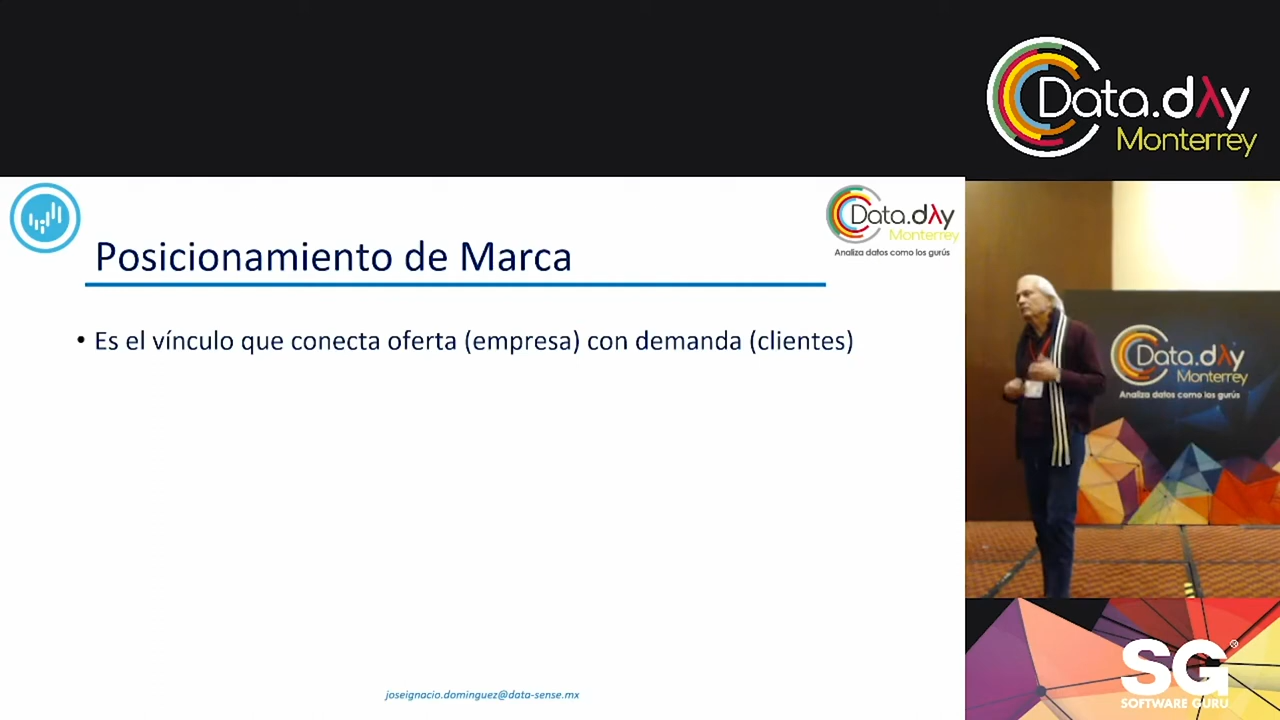 Data.dλy
Monterrey
Data.dλy
Monterrey
Analiza datos como los gurús
Posicionamiento de Marca
• Es el vínculo que conecta oferta (empresa) con demanda (clientes)
Data.dλy
Monterrey
Analiza datos como los gurús
joseignacio.dominguez@data-sense.mx
SG
SOFTWARE GURU